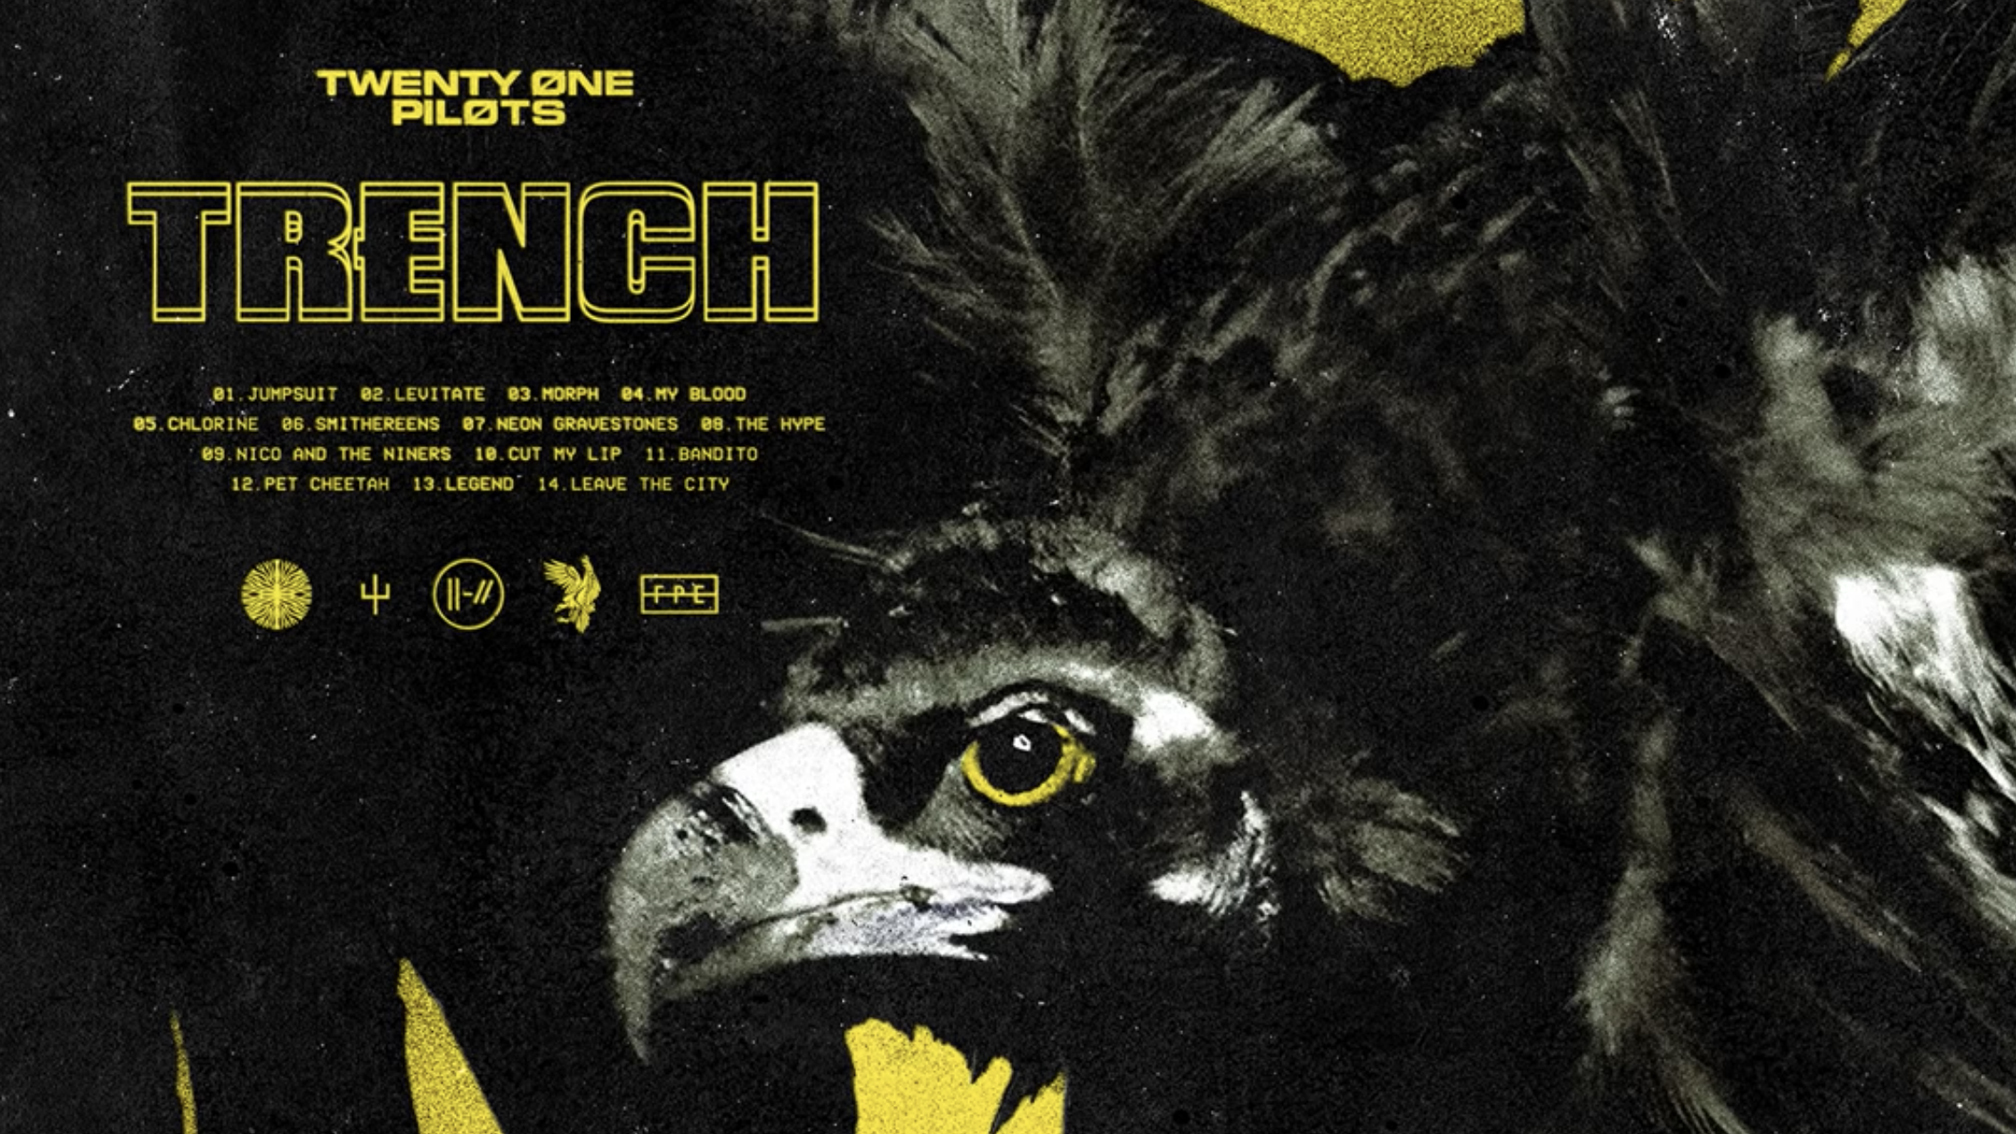 TWENTY ØNE
PILØTS
TRENCH
01.JUMPSUIT 02.LEVITATE 03.MORPH 04.MY BLOOD
05.CHLORINE 06.SMITHEREENS 07.NEON GRAVESTONES 08.THE HYPE
09.NICO AND THE NINERS 10.CUT MY LIP 11.BANDITO
12.PET CHEETAH 13.LEGEND 14.LEAVE THE CITY
||-// FPE